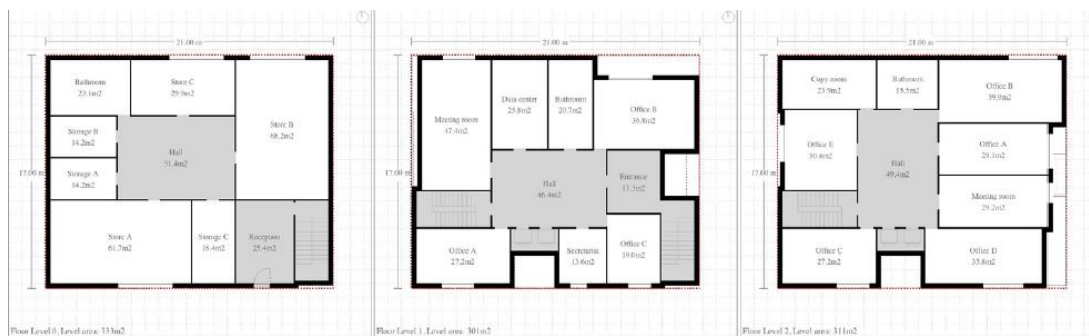 21.00 m
17.00 m
Bathroom
23.1m2
Store C
29.9m2
Store B
68.2m2
Storage B
14.2m2
Hall
51.4m2
Storage A
14.2m2
Store A
61.7m2
Storage C
18.4m2
Reception
25.4m2
Floor Level 0, Level area: 333m2
21.00 m
17.00 m
Meeting room
47.4m2
Data center
25.8m2
Bathroom
20.7m2
Office B
36.8m2
Hall
46.4m2
Entrance
17.3m2
Office A
27.2m2
Secretariat
13.6m2
Office C
19.0m2
Floor Level 1, Level area: 301m2
21.00 m
17.00 m
Copy room
23.9m2
Bathroom
15.5m2
Office B
39.9m2
Office E
30.4m2
Hall
49.4m2
Office A
29.1m2
Meeting room
29.2m2
Office C
27.2m2
Office D
33.8m2
Floor Level 2, Level area: 311m2